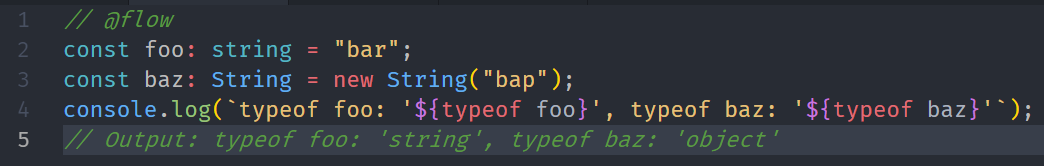 1 // @flow
2 const foo: string = "bar";
3 const baz: String = new String("bap");
4 console.log(`typeof foo: '${typeof foo}', typeof baz: '${typeof baz}'`);
5 // Output: typeof foo: 'string', typeof baz: 'object'